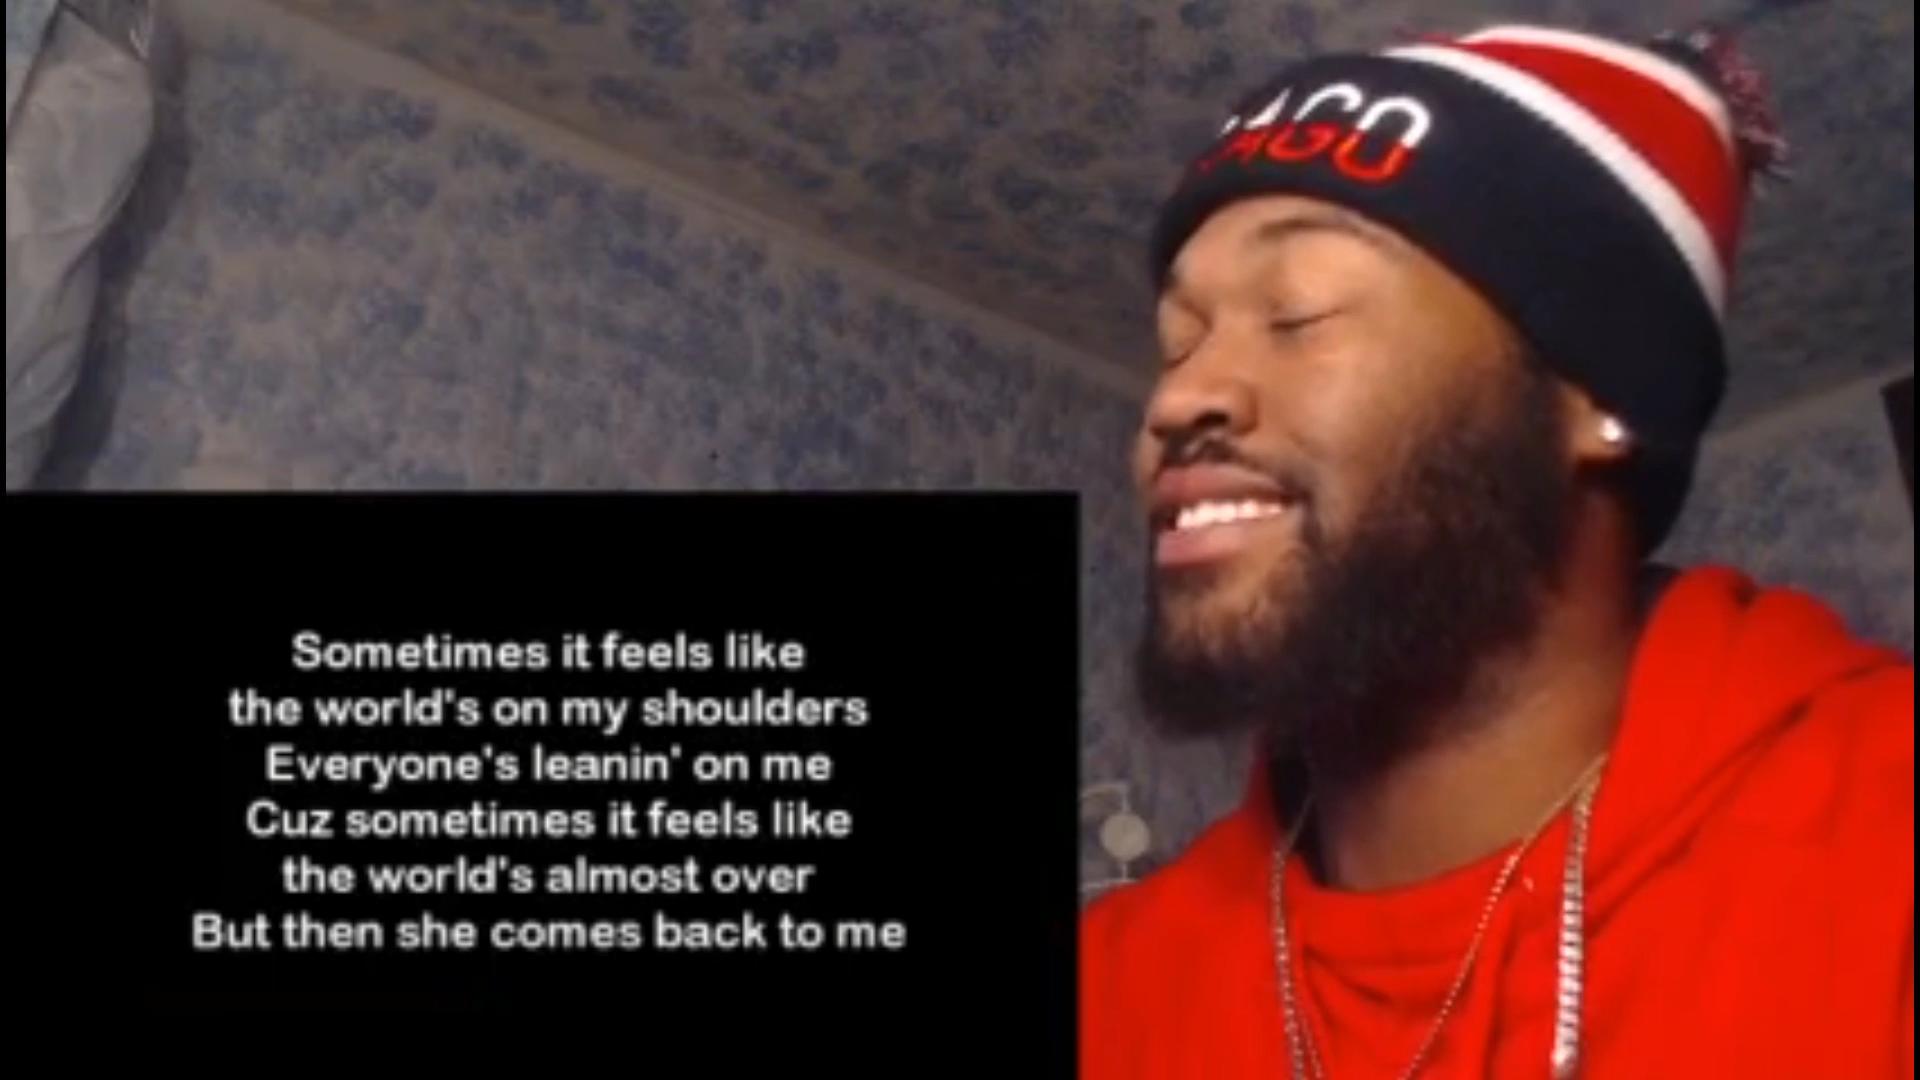 AGO
Sometimes it feels like
the world's on my shoulders
Everyone's leanin' on me
Cuz sometimes it feels like
the world's almost over
But then she comes back to me